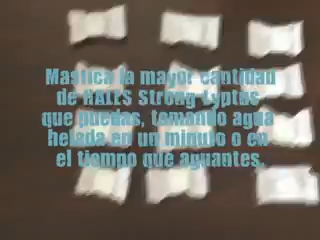 Mastica la mayor cantidad
de HALLS Strong Lyptus
que puedas, tomando agua
helada en un minuto o en
el tiempo que aguantes.